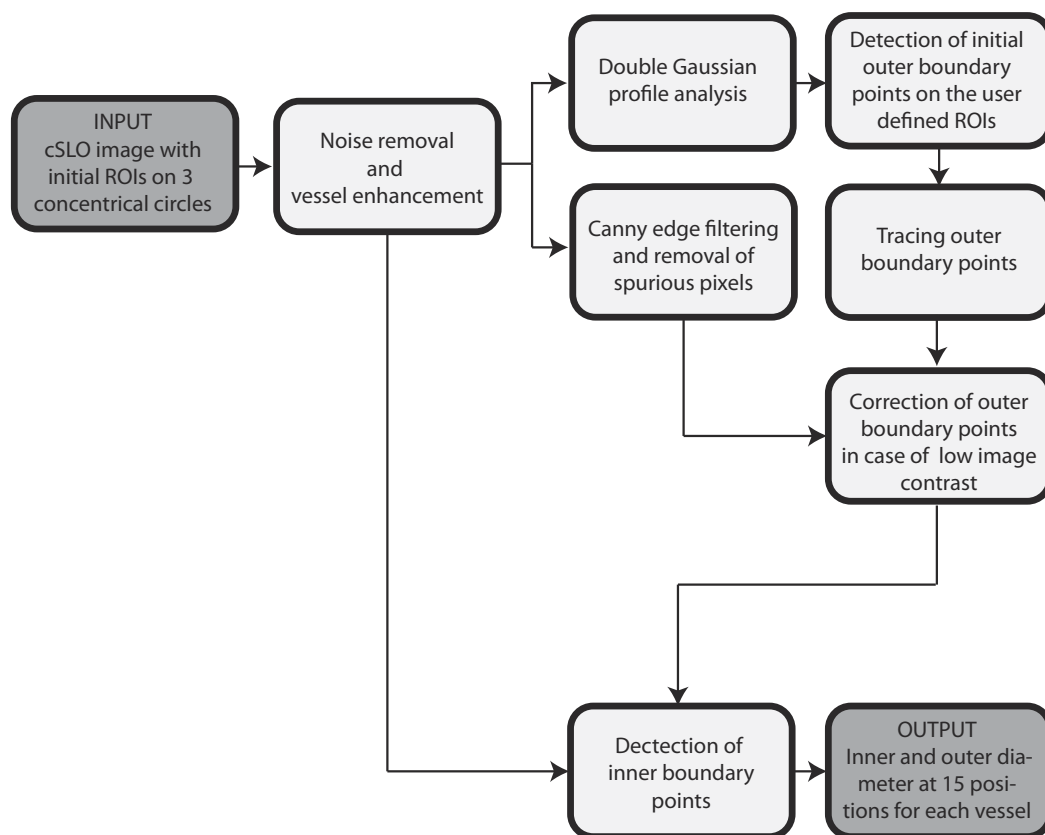 INPUT
cSLO image with
initial ROIs on 3
concentrical circles
Noise removal
and
vessel enhancement
Double Gaussian
profile analysis
Detection of initial
outer boundary
points on the user
defined ROIs
Canny edge filtering
and removal of
spurious pixels
Tracing outer
boundary points
Correction of outer
boundary points
in case of low image
contrast
Dectection of
inner boundary
points
OUTPUT
Inner and outer dia-
meter at 15 posi-
tions for each vessel